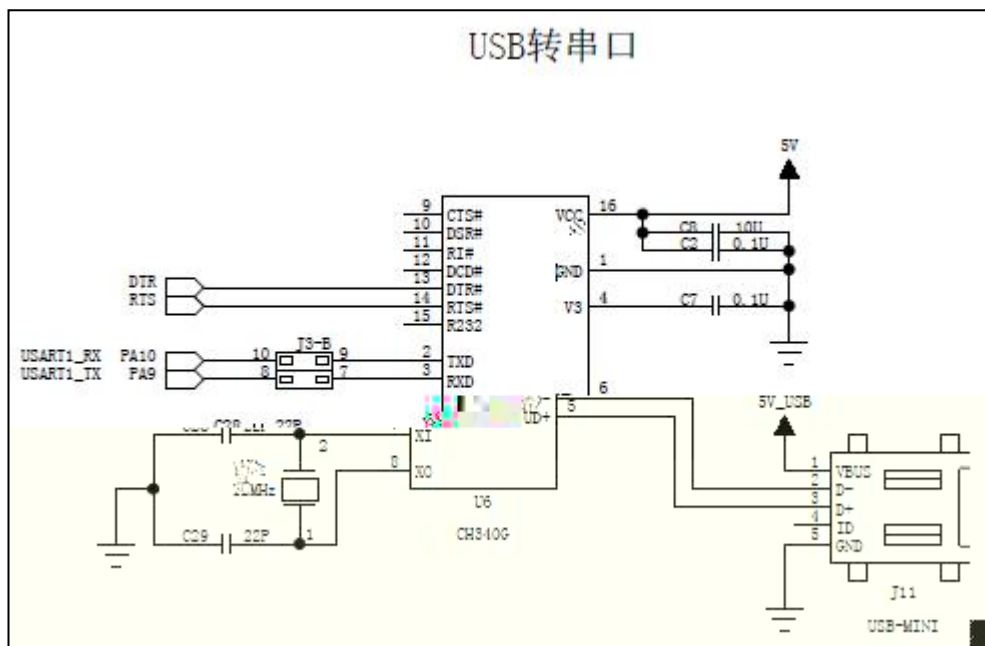 USB转串口
5V
9 CTS# VCC 16
10 DSR# C8 10U
11 RI# C2 0.1U
12 DCD# GND 1
DTR 13 DTR#
RTS 14 RTS# V3 4 C7 0.1U
15 R232
J3-B
USART1_RX PA10 10 9 2 TXD
USART1_TX PA9 8 7 3 RXD
6
UD+ 5 5V_USB
22P XI
2
1 VBUS
8 XO 2 D-
U6 3 D+
4 ID
C29 22P 1 CH340G 5 GND
J11
USB-MINI